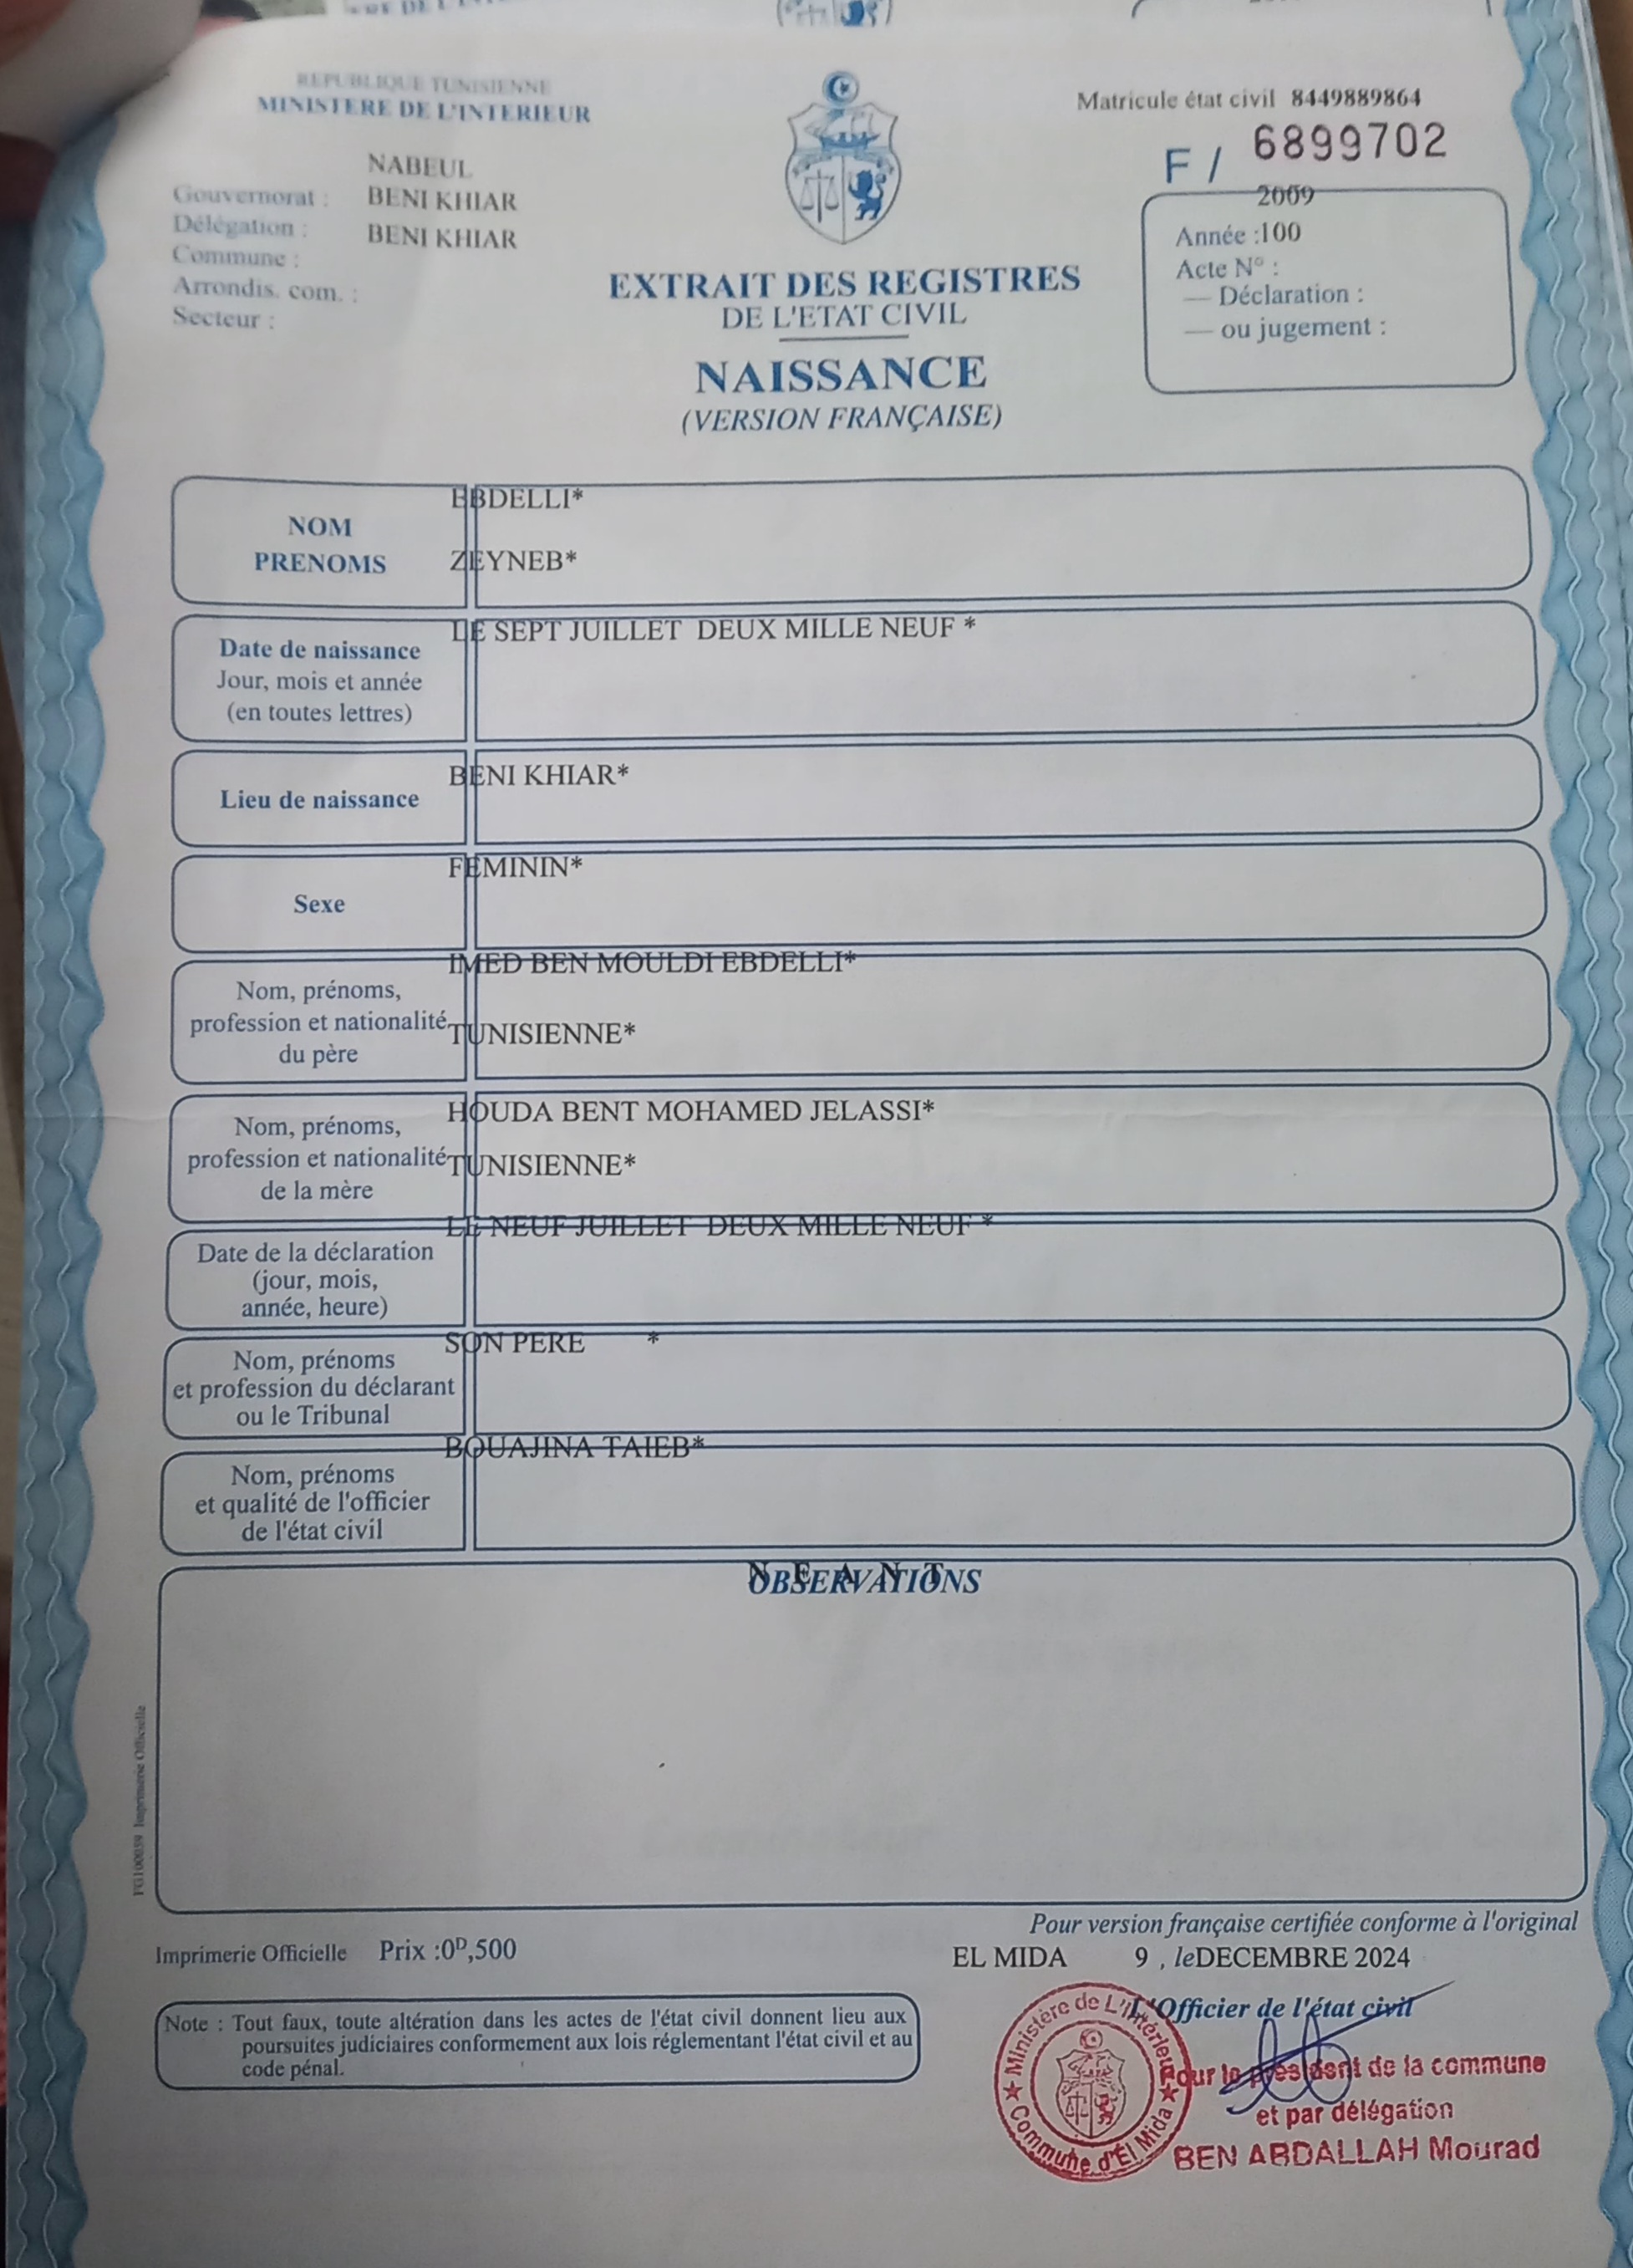 REPUBLIQUE TUNISIENNE
MINISTERE DE L'INTERIEUR
Matricule état civil 8449889864
F / 6899702
NABEUL
Gouvernorat : BENI KHIAR
Délégation : BENI KHIAR
Commune :
Arrondis. com. :
Secteur :
2009
Année :100
Acte N° :
— Déclaration :
— ou jugement :
EXTRAIT DES REGISTRES
DE L'ETAT CIVIL
NAISSANCE
(VERSION FRANÇAISE)
NOM
PRENOMS
EBDELLI*
ZEYNEB*
Date de naissance
Jour, mois et année
(en toutes lettres)
LE SEPT JUILLET DEUX MILLE NEUF *
Lieu de naissance
BENI KHIAR*
Sexe
FEMININ*
Nom, prénoms,
profession et nationalité
du père
IMED BEN MOULDI EBDELLI*
TUNISIENNE*
Nom, prénoms,
profession et nationalité
de la mère
HOUDA BENT MOHAMED JELASSI*
TUNISIENNE*
Date de la déclaration
(jour, mois,
année, heure)
LE NEUF JUILLET DEUX MILLE NEUF *
Nom, prénoms
et profession du déclarant
ou le Tribunal
SON PERE *
Nom, prénoms
et qualité de l'officier
de l'état civil
BOUAJINA TAIEB*
N E A N T
OBSERVATIONS
FG100039 Imprimerie Officielle
Pour version française certifiée conforme à l'original
Imprimerie Officielle Prix :0D,500
EL MIDA 9 , le DECEMBRE 2024
L'Officier de l'état civil
Note : Tout faux, toute altération dans les actes de l'état civil donnent lieu aux
poursuites judiciaires conformement aux lois réglementant l'état civil et au
code pénal.
Ministère de L'Intérieur
Commune d'El Mida
Pour le président de la commune
et par délégation
BEN ABDALLAH Mourad